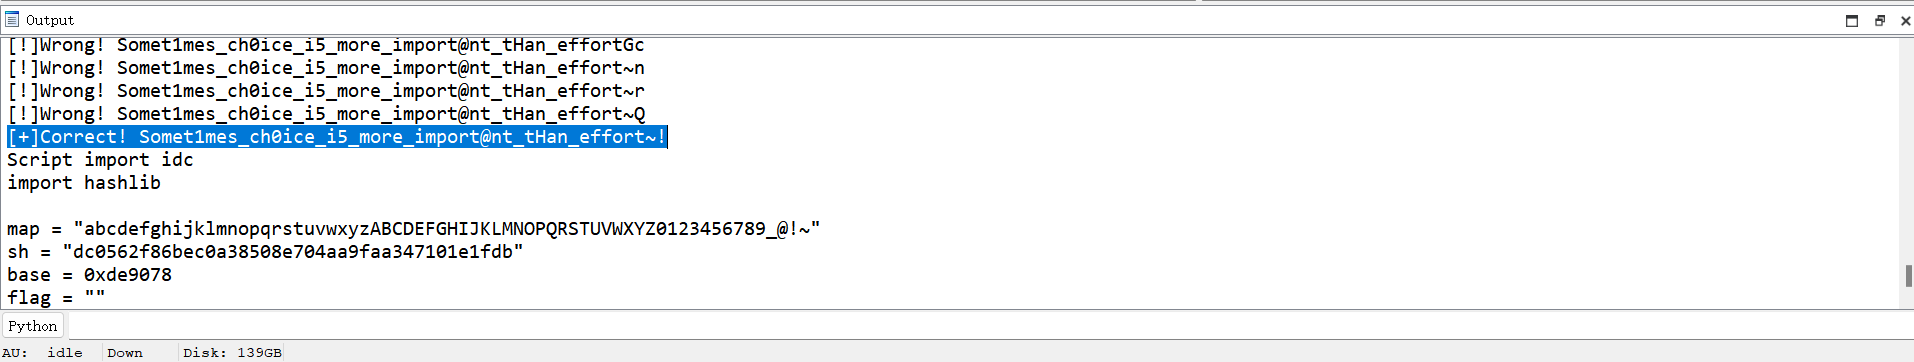 Output
[!]Wrong! Somet1mes_ch0ice_i5_more_import@nt_tHan_effortGc
[!]Wrong! Somet1mes_ch0ice_i5_more_import@nt_tHan_effort~n
[!]Wrong! Somet1mes_ch0ice_i5_more_import@nt_tHan_effort~r
[!]Wrong! Somet1mes_ch0ice_i5_more_import@nt_tHan_effort~Q
[+]Correct! Somet1mes_ch0ice_i5_more_import@nt_tHan_effort~!
Script import idc
import hashlib
map = "abcdefghijklmnopqrstuvwxyzABCDEFGHIJKLMNOPQRSTUVWXYZ0123456789_@!~"
sh = "dc0562f86bec0a38508e704aa9faa347101e1fdb"
base = 0xde9078
flag = ""
Python
AU: idle Down Disk: 139GB